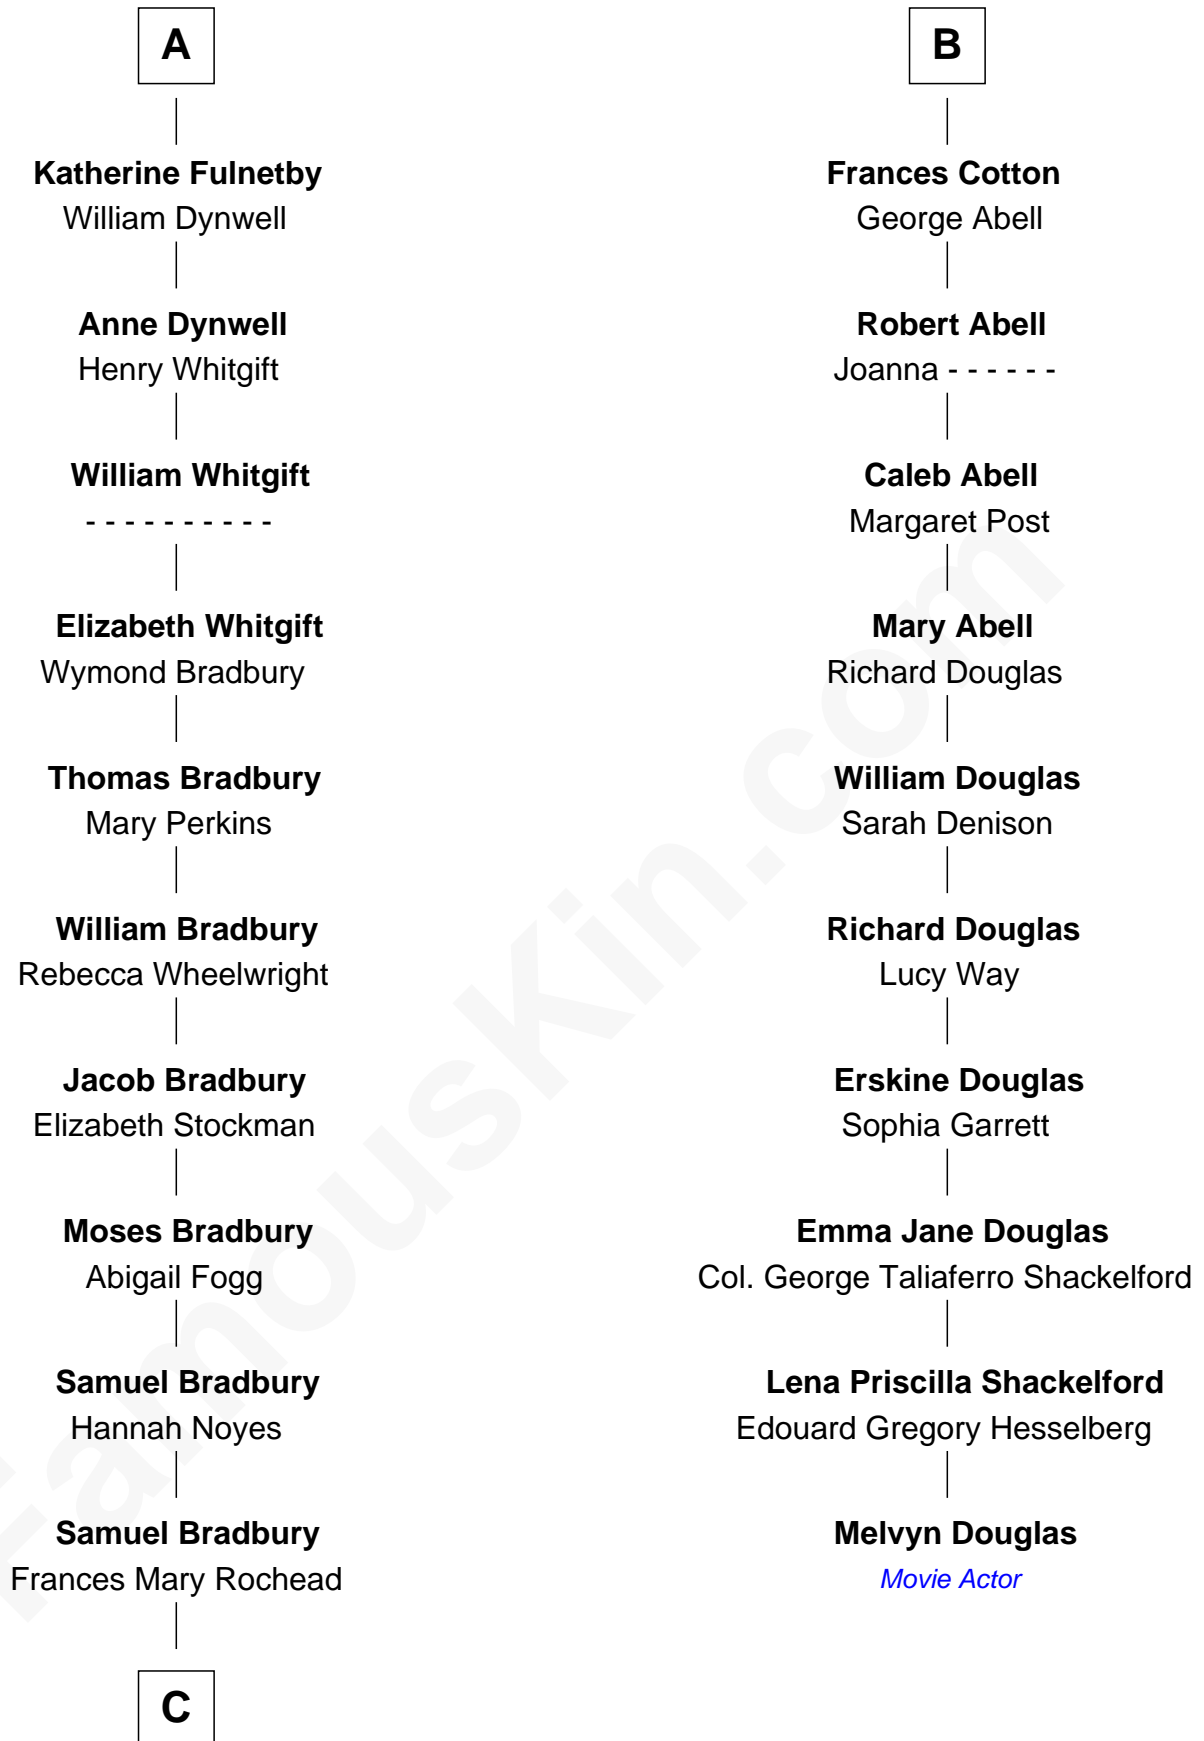 A
Katherine Fulnetby
William Dynwell
Anne Dynwell
Henry Whitgift
William Whitgift
- - - - - - - - - -
Elizabeth Whitgift
Wymond Bradbury
Thomas Bradbury
Mary Perkins
William Bradbury
Rebecca Wheelwright
Jacob Bradbury
Elizabeth Stockman
Moses Bradbury
Abigail Fogg
Samuel Bradbury
Hannah Noyes
Samuel Bradbury
Frances Mary Rochead
C
B
Frances Cotton
George Abell
Robert Abell
Joanna - - - - - -
Caleb Abell
Margaret Post
Mary Abell
Richard Douglas
William Douglas
Sarah Denison
Richard Douglas
Lucy Way
Erskine Douglas
Sophia Garrett
Emma Jane Douglas
Col. George Taliaferro Shackelford
Lena Priscilla Shackelford
Edouard Gregory Hesselberg
Melvyn Douglas
Movie Actor
FamousKin.com